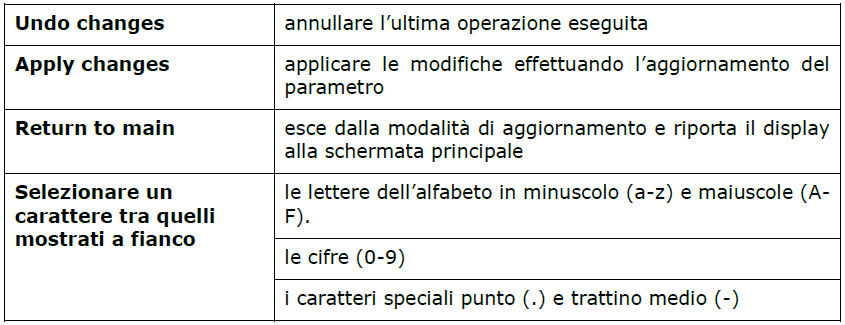 Undo changes
annullare l’ultima operazione eseguita
Apply changes
applicare le modifiche effettuando l’aggiornamento del
parametro
Return to main
esce dalla modalità di aggiornamento e riporta il display
alla schermata principale
Selezionare un
carattere tra quelli
mostrati a fianco
le lettere dell’alfabeto in minuscolo (a-z) e maiuscole (A-
F).
le cifre (0-9)
i caratteri speciali punto (.) e trattino medio (-)